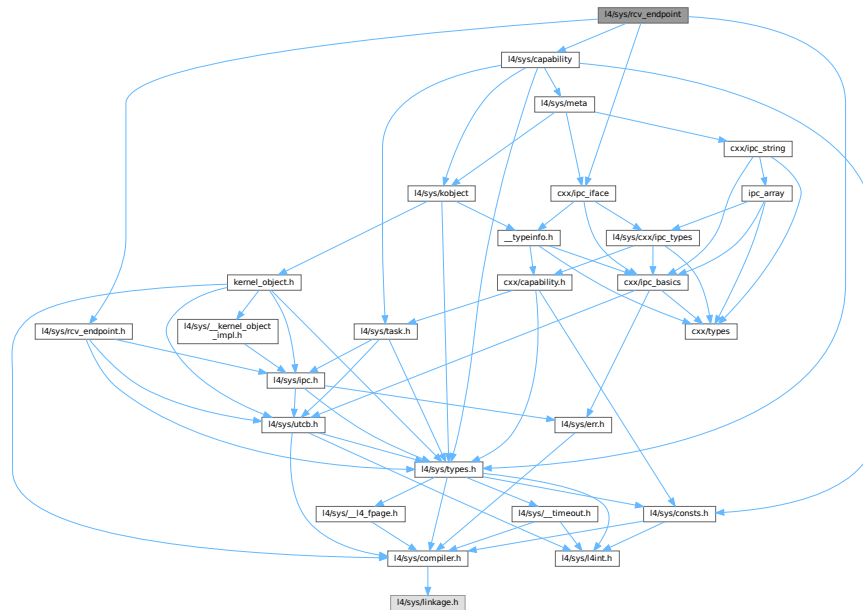 l4/sys/rcv_endpoint
l4/sys/capability
l4/sys/meta
cxx/ipc_string
l4/sys/kobject
cxx/ipc_iface
ipc_array
__typeinfo.h
l4/sys/cxx/ipc_types
kernel_object.h
cxx/capability.h
cxx/ipc_basics
l4/sys/rcv_endpoint.h
l4/sys/__kernel_object
_impl.h
l4/sys/task.h
cxx/types
l4/sys/ipc.h
l4/sys/utcb.h
l4/sys/err.h
l4/sys/types.h
l4/sys/__l4_fpage.h
l4/sys/__timeout.h
l4/sys/consts.h
l4/sys/compiler.h
l4/sys/l4int.h
l4/sys/linkage.h